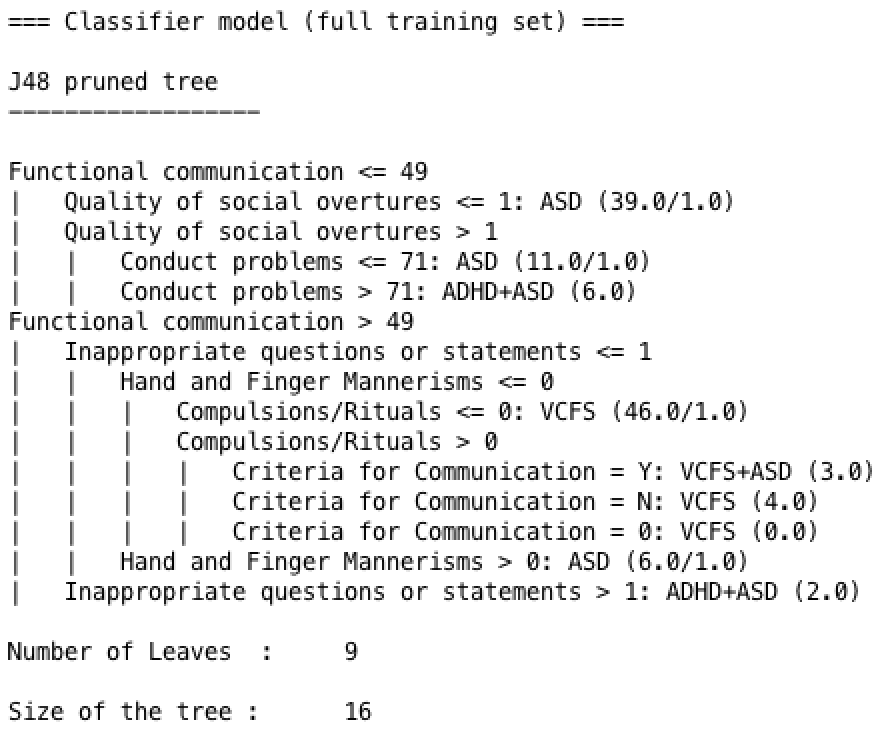 === Classifier model (full training set) ===
J48 pruned tree
------------------
Functional communication <= 49
|   Quality of social overtures <= 1: ASD (39.0/1.0)
|   Quality of social overtures > 1
|   |   Conduct problems <= 71: ASD (11.0/1.0)
|   |   Conduct problems > 71: ADHD+ASD (6.0)
Functional communication > 49
|   Inappropriate questions or statements <= 1
|   |   Hand and Finger Mannerisms <= 0
|   |   |   Compulsions/Rituals <= 0: VCFS (46.0/1.0)
|   |   |   Compulsions/Rituals > 0
|   |   |   |   Criteria for Communication = Y: VCFS+ASD (3.0)
|   |   |   |   Criteria for Communication = N: VCFS (4.0)
|   |   |   |   Criteria for Communication = 0: VCFS (0.0)
|   |   Hand and Finger Mannerisms > 0: ASD (6.0/1.0)
|   Inappropriate questions or statements > 1: ADHD+ASD (2.0)
Number of Leaves  :     9
Size of the tree :      16